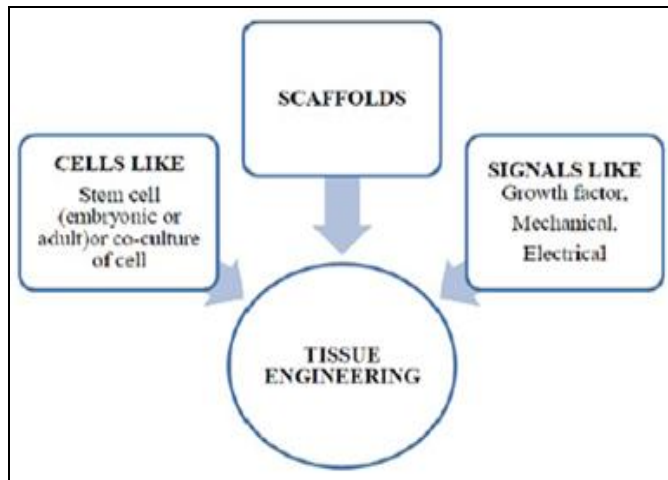 SCAFFOLDS
CELLS LIKE
Stem cell
(embryonic or
adult)or co-culture
of cell
SIGNALS LIKE
Growth factor,
Mechanical,
Electrical
TISSUE
ENGINEERING